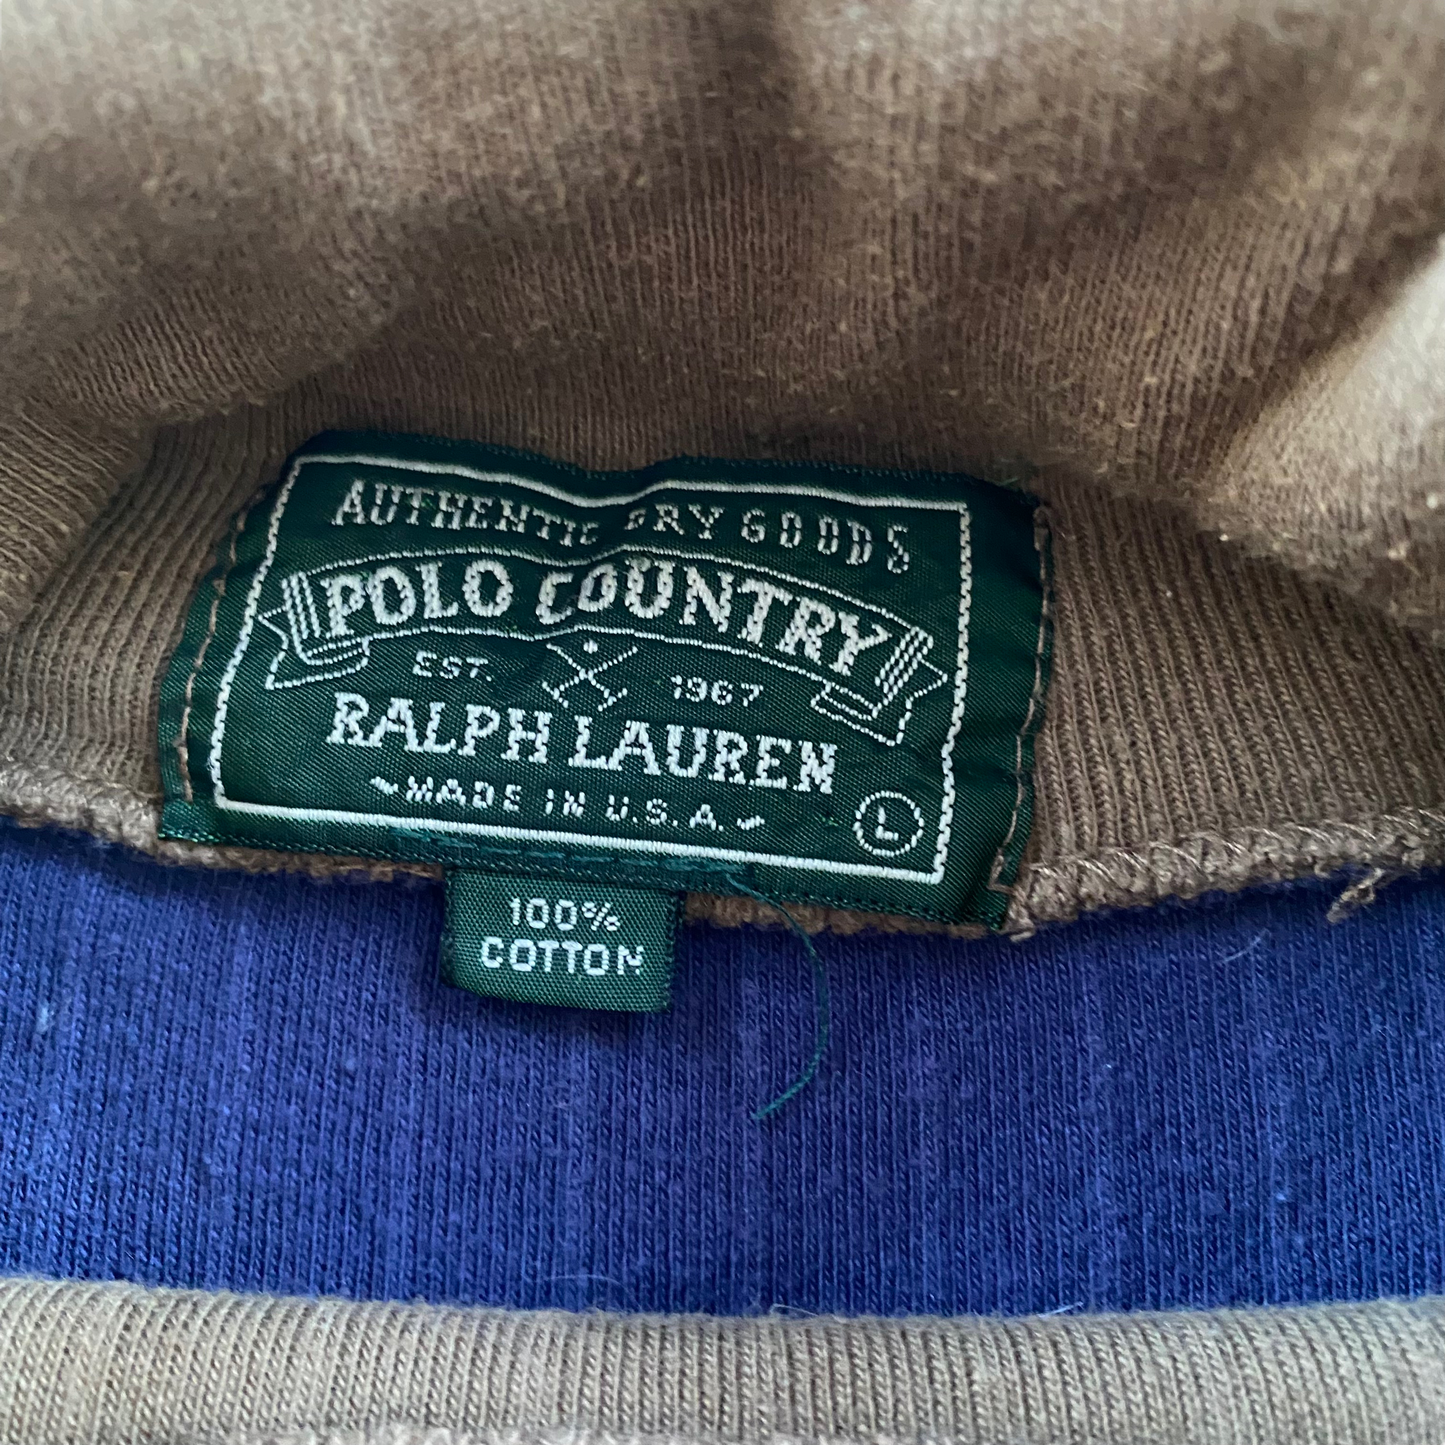 AUTHENTIC DRY GOODS
POLO COUNTRY
EST. 1967
RALPH LAUREN
MADE IN U.S.A.
L
100%
COTTON